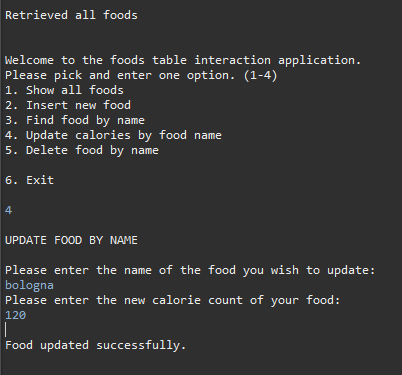 Retrieved all foods
Welcome to the foods table interaction application.
Please pick and enter one option. (1-4)
1. Show all foods
2. Insert new food
3. Find food by name
4. Update calories by food name
5. Delete food by name
6. Exit
4
UPDATE FOOD BY NAME
Please enter the name of the food you wish to update:
bologna
Please enter the new calorie count of your food:
120
Food updated successfully.